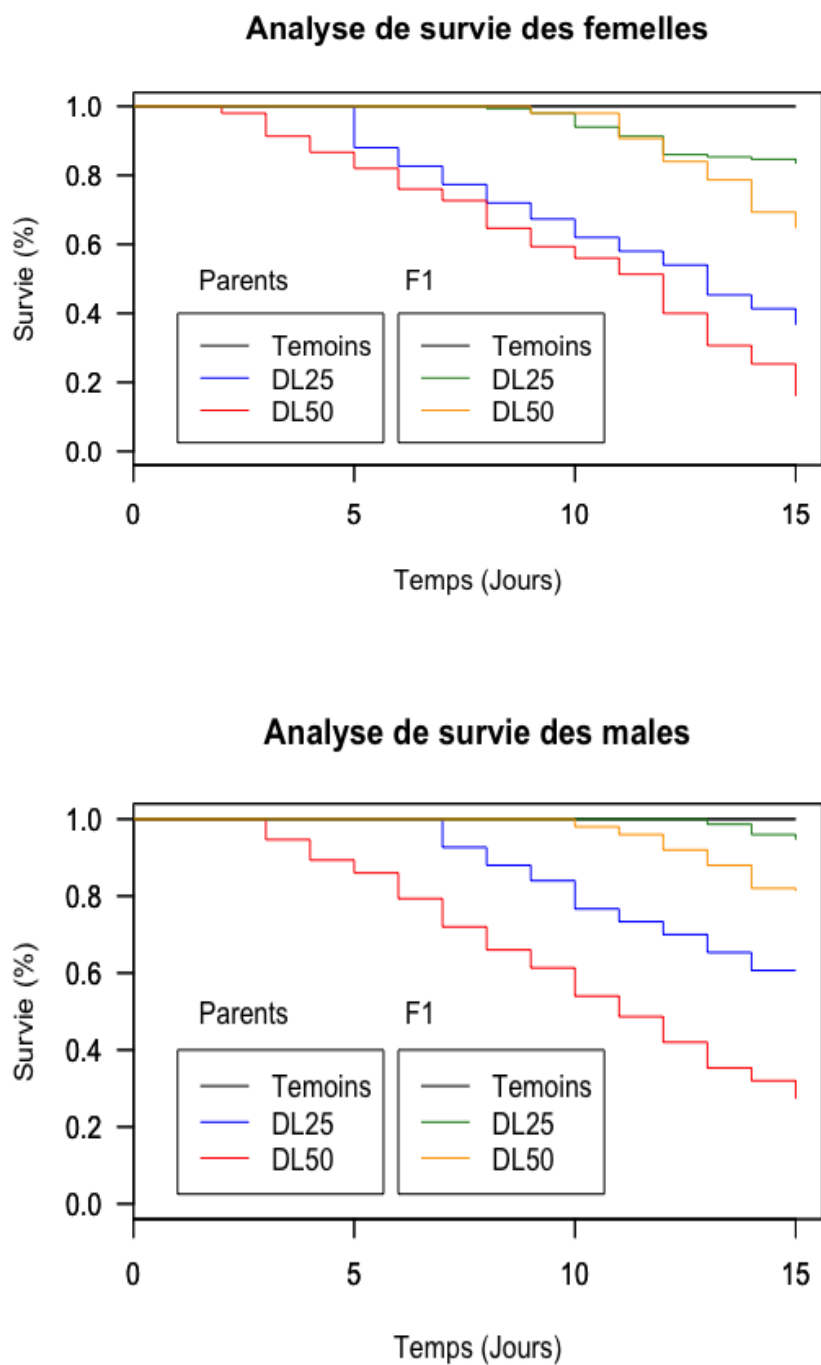 Analyse de survie des femelles
1.0
0.8
0.6
0.4
0.2
0.0
Survie (%)
Parents F1
Temoins Temoins
DL25 DL25
DL50 DL50
0 5 10 15
Temps (Jours)
Analyse de survie des males
1.0
0.8
0.6
0.4
0.2
0.0
Survie (%)
Parents F1
Temoins Temoins
DL25 DL25
DL50 DL50
0 5 10 15
Temps (Jours)